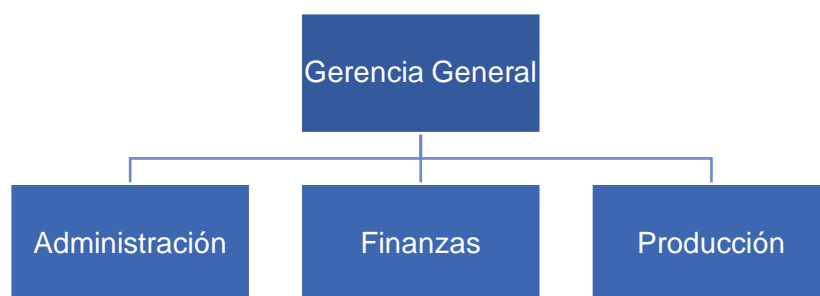 Gerencia General
Administración
Finanzas
Producción